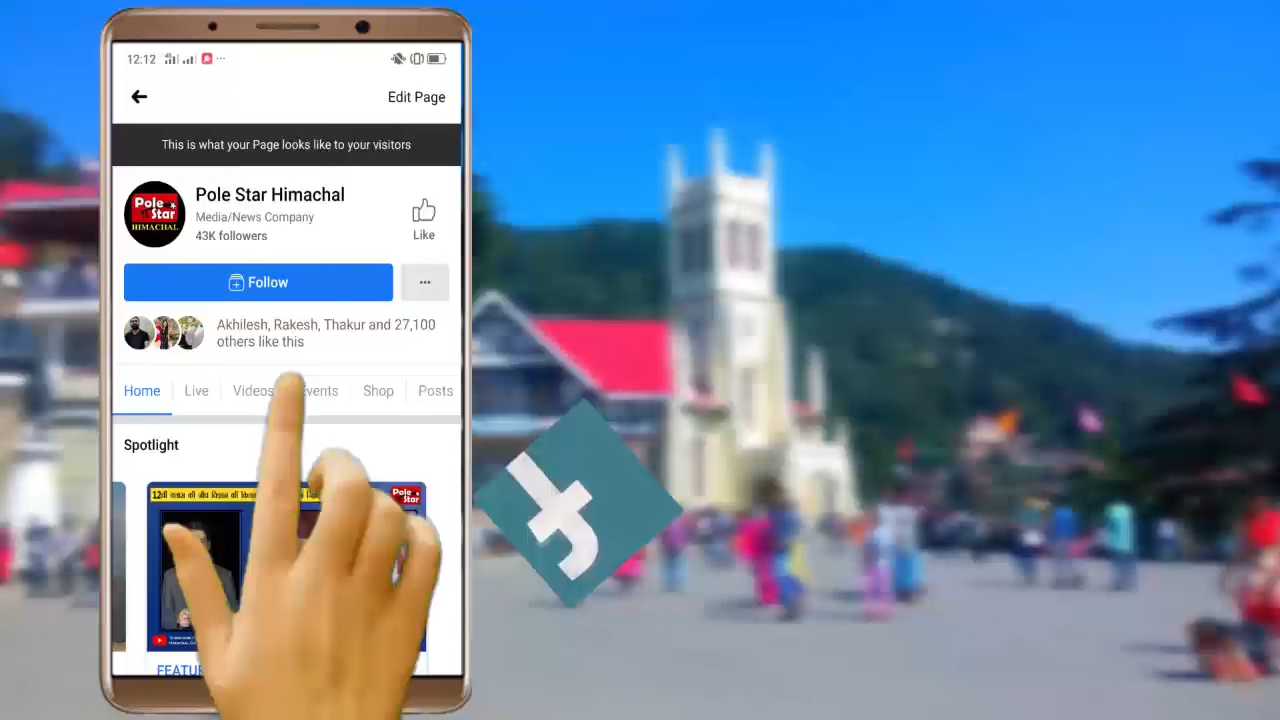 12:12
Edit Page
This is what your Page looks like to your visitors
Pole Star Himachal
Media/News Company
43K followers
Like
Pole Star
HIMACHAL
Follow
Akhilesh, Rakesh, Thakur and 27,100
others like this
Home Live Videos Events Shop Posts
Spotlight
12वीं क्लास की जीव विज्ञान की
Pole Star
FEATU